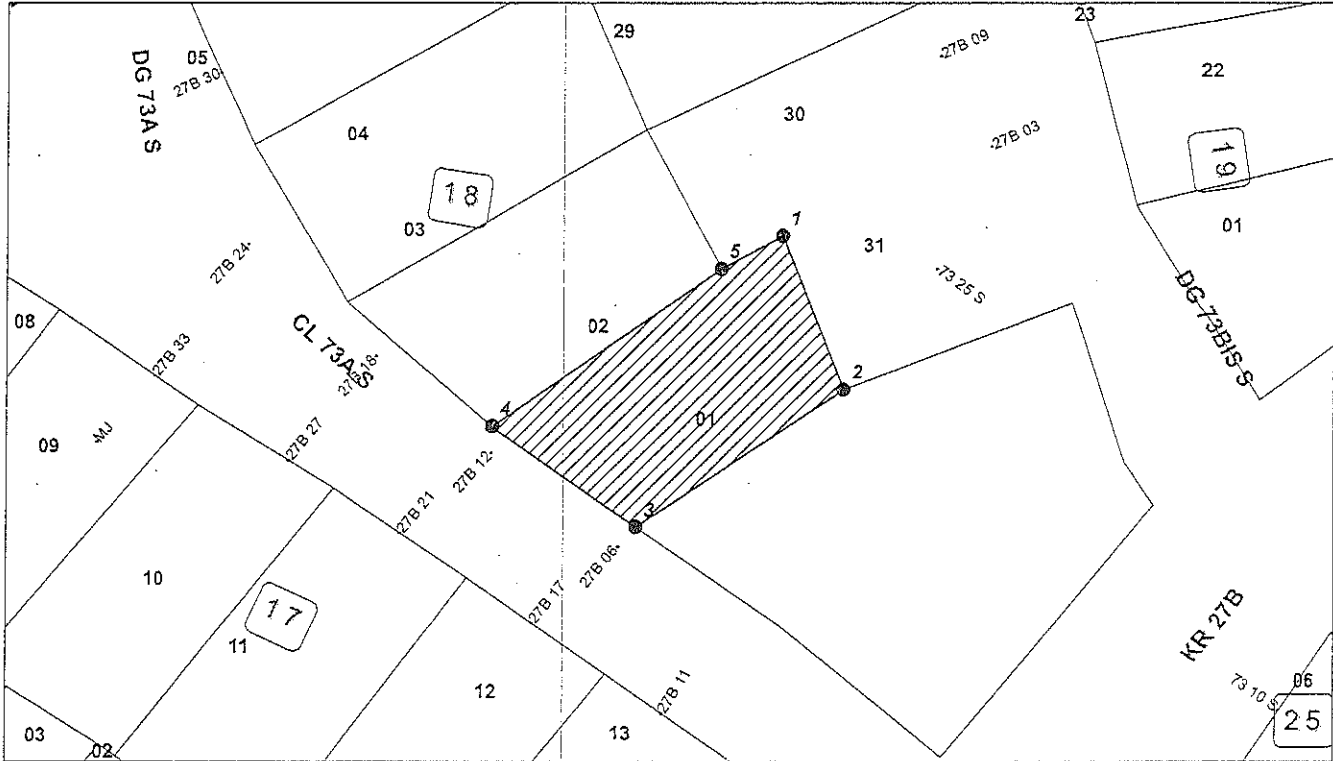 23
29
05
27B 30
DG 73A S
27B 09
22
04
30
27B 03
19
18
03
1
01
31
5
27B 24
73 25 S
DG 73BIS S
08
02
CL 73A S
27B 33
27B 18
2
4
01
09
MJ
27B 27
27B 12
3
27B 21
27B 06
10
17
27B 17
KR 27B
11
27B 11
12
73 10 S
06
25
03
02
13